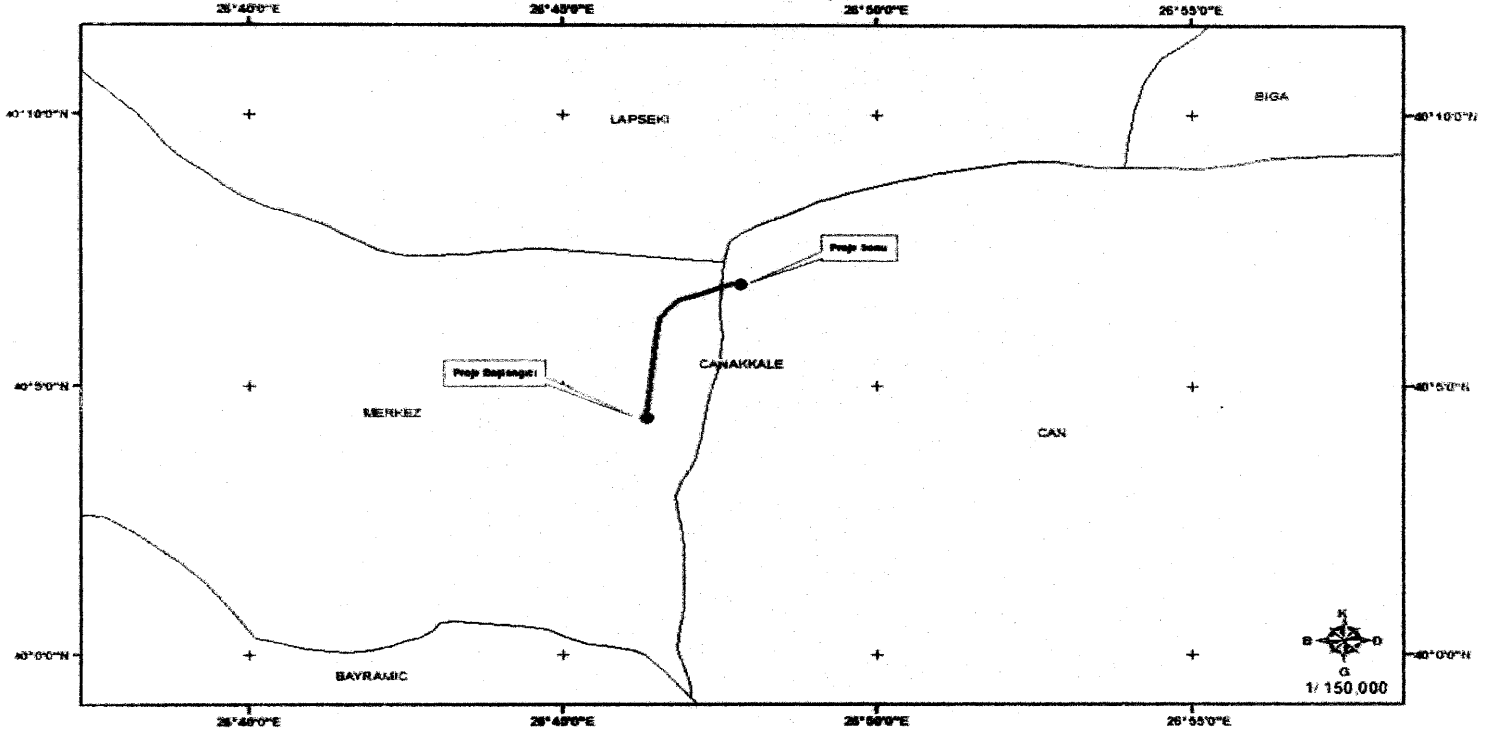 26°40'0"E 26°45'0"E 26°50'0"E 26°55'0"E
40°10'0"N LAPSEKI BIGA 40°10'0"N
Proje Sonu
CANAKKALE
Proje Başlangıcı
40°5'0"N 40°5'0"N
MERKEZ CAN
K
B D
G
40°0'0"N 40°0'0"N
BAYRAMIC
1/ 150,000
26°40'0"E 26°45'0"E 26°50'0"E 26°55'0"E